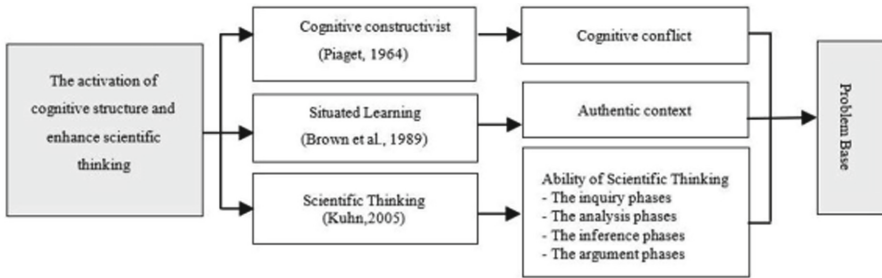 The activation of
cognitive structure and
enhance scientific
thinking
Cognitive constructivist
(Piaget, 1964)
Cognitive conflict
Situated Learning
(Brown et al., 1989)
Authentic context
Scientific Thinking
(Kuhn,2005)
Ability of Scientific Thinking
- The inquiry phases
- The analysis phases
- The inference phases
- The argument phases
Problem Base